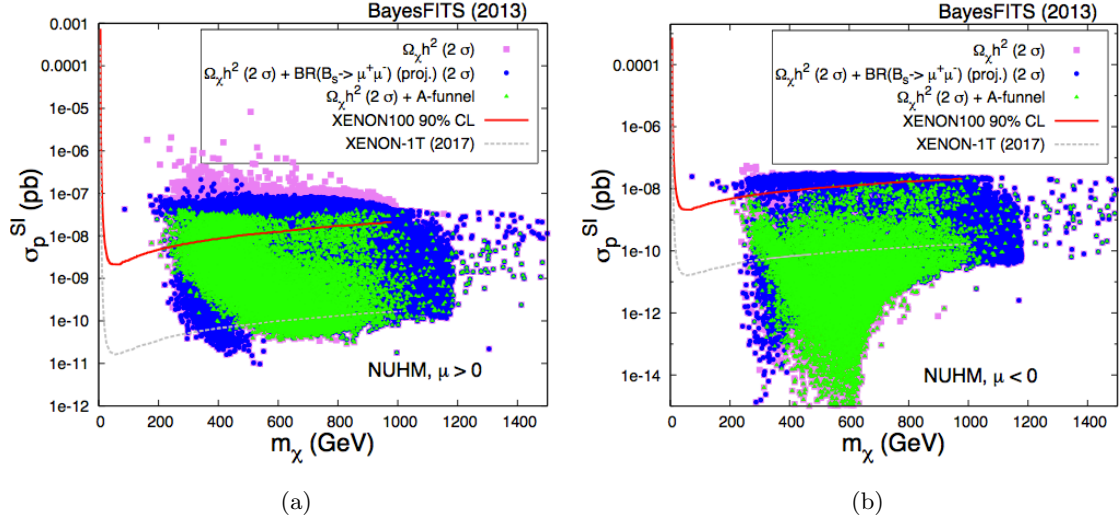 BayesFITS (2013)
Ωχh² (2 σ)
Ωχh² (2 σ) + BR(Bs-> μ⁺μ⁻) (proj.) (2 σ)
Ωχh² (2 σ) + A-funnel
XENON100 90% CL
XENON-1T (2017)
0.001
0.0001
1e-05
1e-06
1e-07
1e-08
1e-09
1e-10
1e-11
1e-12
σp^SI (pb)
NUHM, μ > 0
0 200 400 600 800 1000 1200 1400
mχ (GeV)
(a)
BayesFITS (2013)
Ωχh² (2 σ)
Ωχh² (2 σ) + BR(Bs-> μ⁺μ⁻) (proj.) (2 σ)
Ωχh² (2 σ) + A-funnel
XENON100 90% CL
XENON-1T (2017)
0.0001
1e-06
1e-08
1e-10
1e-12
1e-14
σp^SI (pb)
NUHM, μ < 0
0 200 400 600 800 1000 1200 1400
mχ (GeV)
(b)